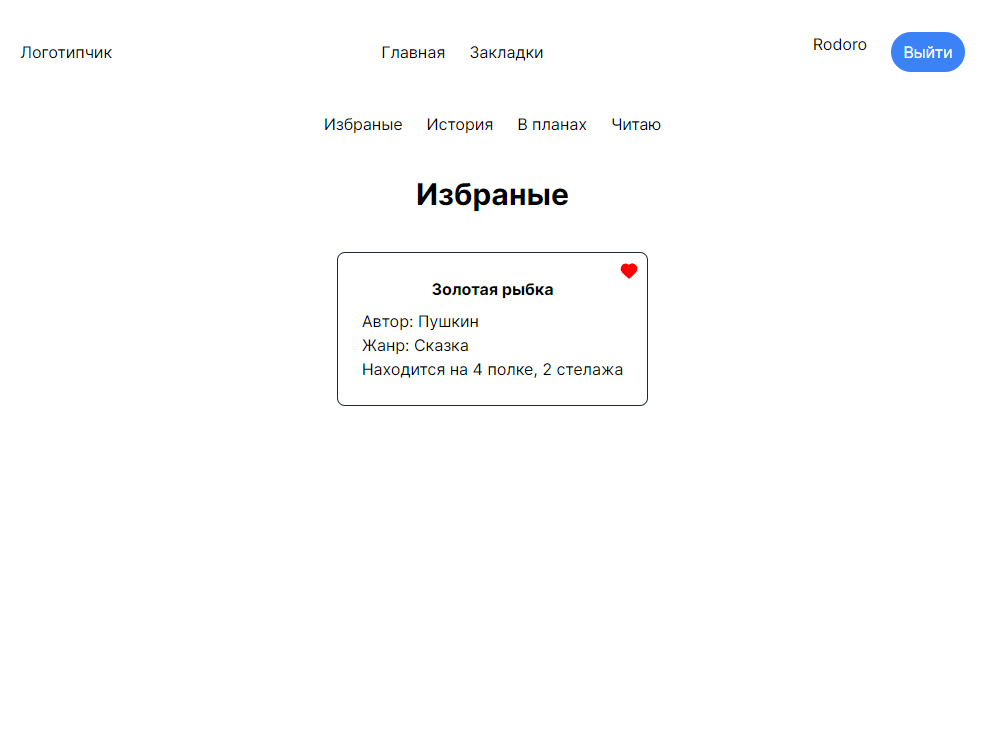 Логотипчик
Главная Закладки
Rodoro
Выйти
Избраные История В планах Читаю
Избраные
Золотая рыбка
Автор: Пушкин
Жанр: Сказка
Находится на 4 полке, 2 стелажа